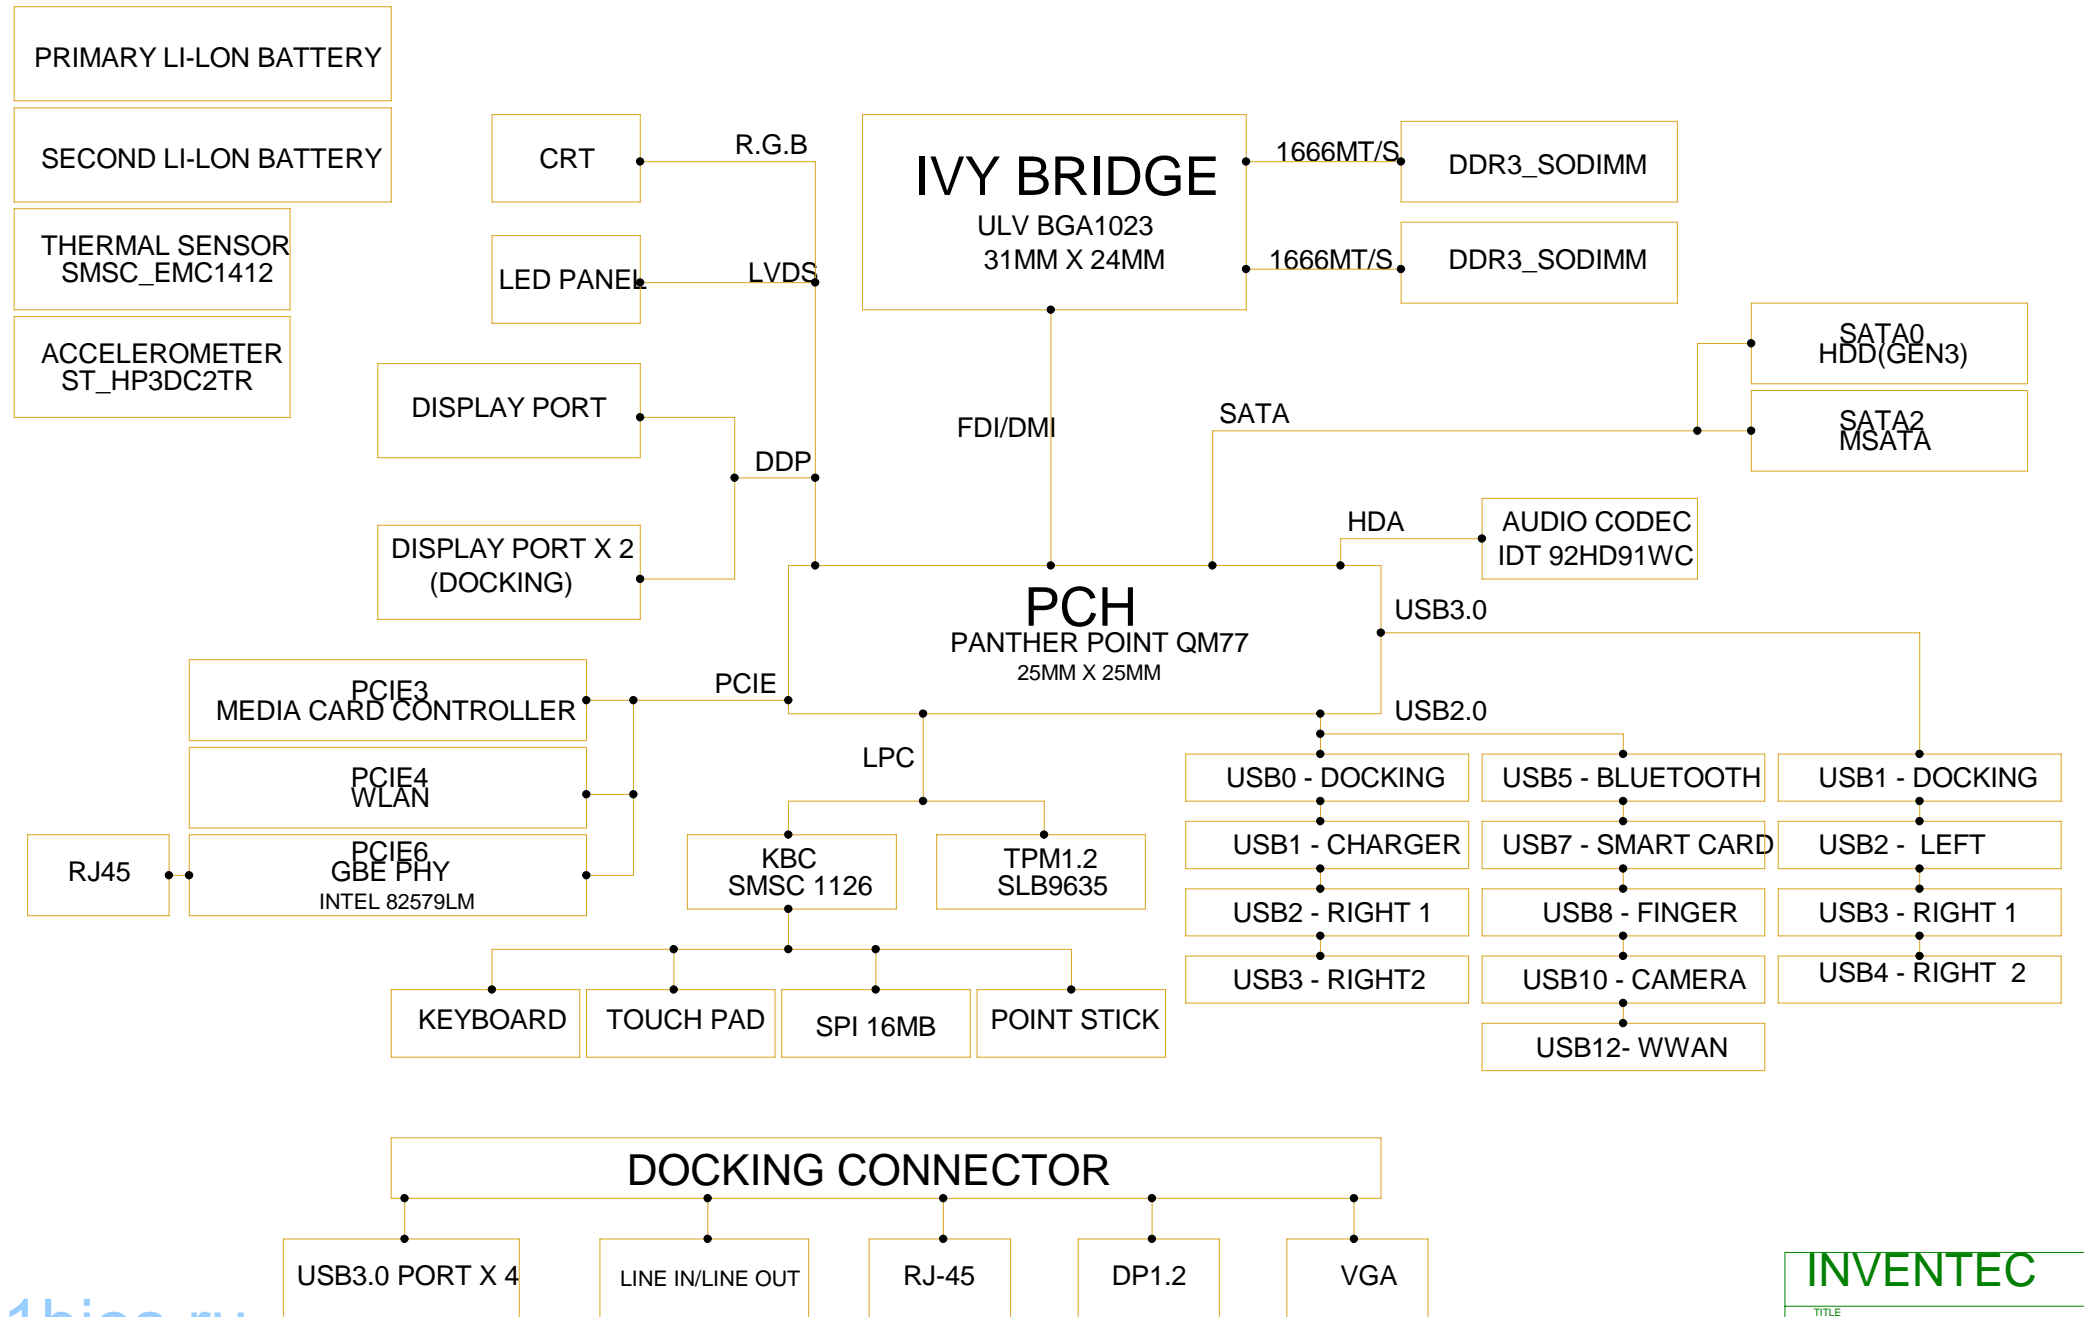 PRIMARY LI-LON BATTERY
SECOND LI-LON BATTERY
THERMAL SENSOR
SMSC_EMC1412
ACCELEROMETER
ST_HP3DC2TR
CRT
R.G.B
LED PANEL
LVDS
DISPLAY PORT
DDP
DISPLAY PORT X 2
(DOCKING)
IVY BRIDGE
ULV BGA1023
31MM X 24MM
1666MT/S
DDR3_SODIMM
1666MT/S
DDR3_SODIMM
FDI/DMI
SATA
SATA0
HDD(GEN3)
SATA2
MSATA
HDA
AUDIO CODEC
IDT 92HD91WC
PCH
PANTHER POINT QM77
25MM X 25MM
USB3.0
USB2.0
PCIE
PCIE3
MEDIA CARD CONTROLLER
PCIE4
WLAN
RJ45
PCIE6
GBE PHY
INTEL 82579LM
LPC
KBC
SMSC 1126
TPM1.2
SLB9635
KEYBOARD
TOUCH PAD
SPI 16MB
POINT STICK
USB0 - DOCKING
USB1 - CHARGER
USB2 - RIGHT 1
USB3 - RIGHT2
USB5 - BLUETOOTH
USB7 - SMART CARD
USB8 - FINGER
USB10 - CAMERA
USB12- WWAN
USB1 - DOCKING
USB2 -  LEFT
USB3 - RIGHT 1
USB4 - RIGHT  2
DOCKING CONNECTOR
USB3.0 PORT X 4
LINE IN/LINE OUT
RJ-45
DP1.2
VGA
INVENTEC
TITLE